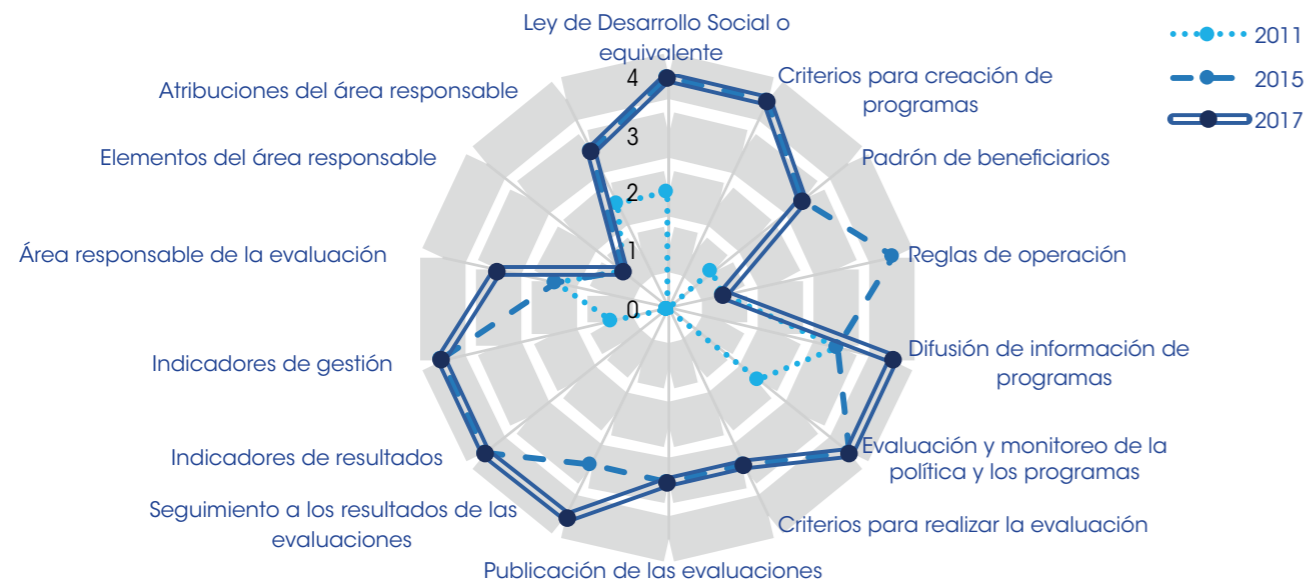 Ley de Desarrollo Social o
equivalente
2011
2015
2017
Criterios para creación de
programas
Padrón de beneficiarios
Reglas de operación
Difusión de información de
programas
Evaluación y monitoreo de la
política y los programas
Criterios para realizar la evaluación
Publicación de las evaluaciones
Seguimiento a los resultados de las
evaluaciones
Indicadores de resultados
Indicadores de gestión
Área responsable de la evaluación
Elementos del área responsable
Atribuciones del área responsable
4
3
2
1
0